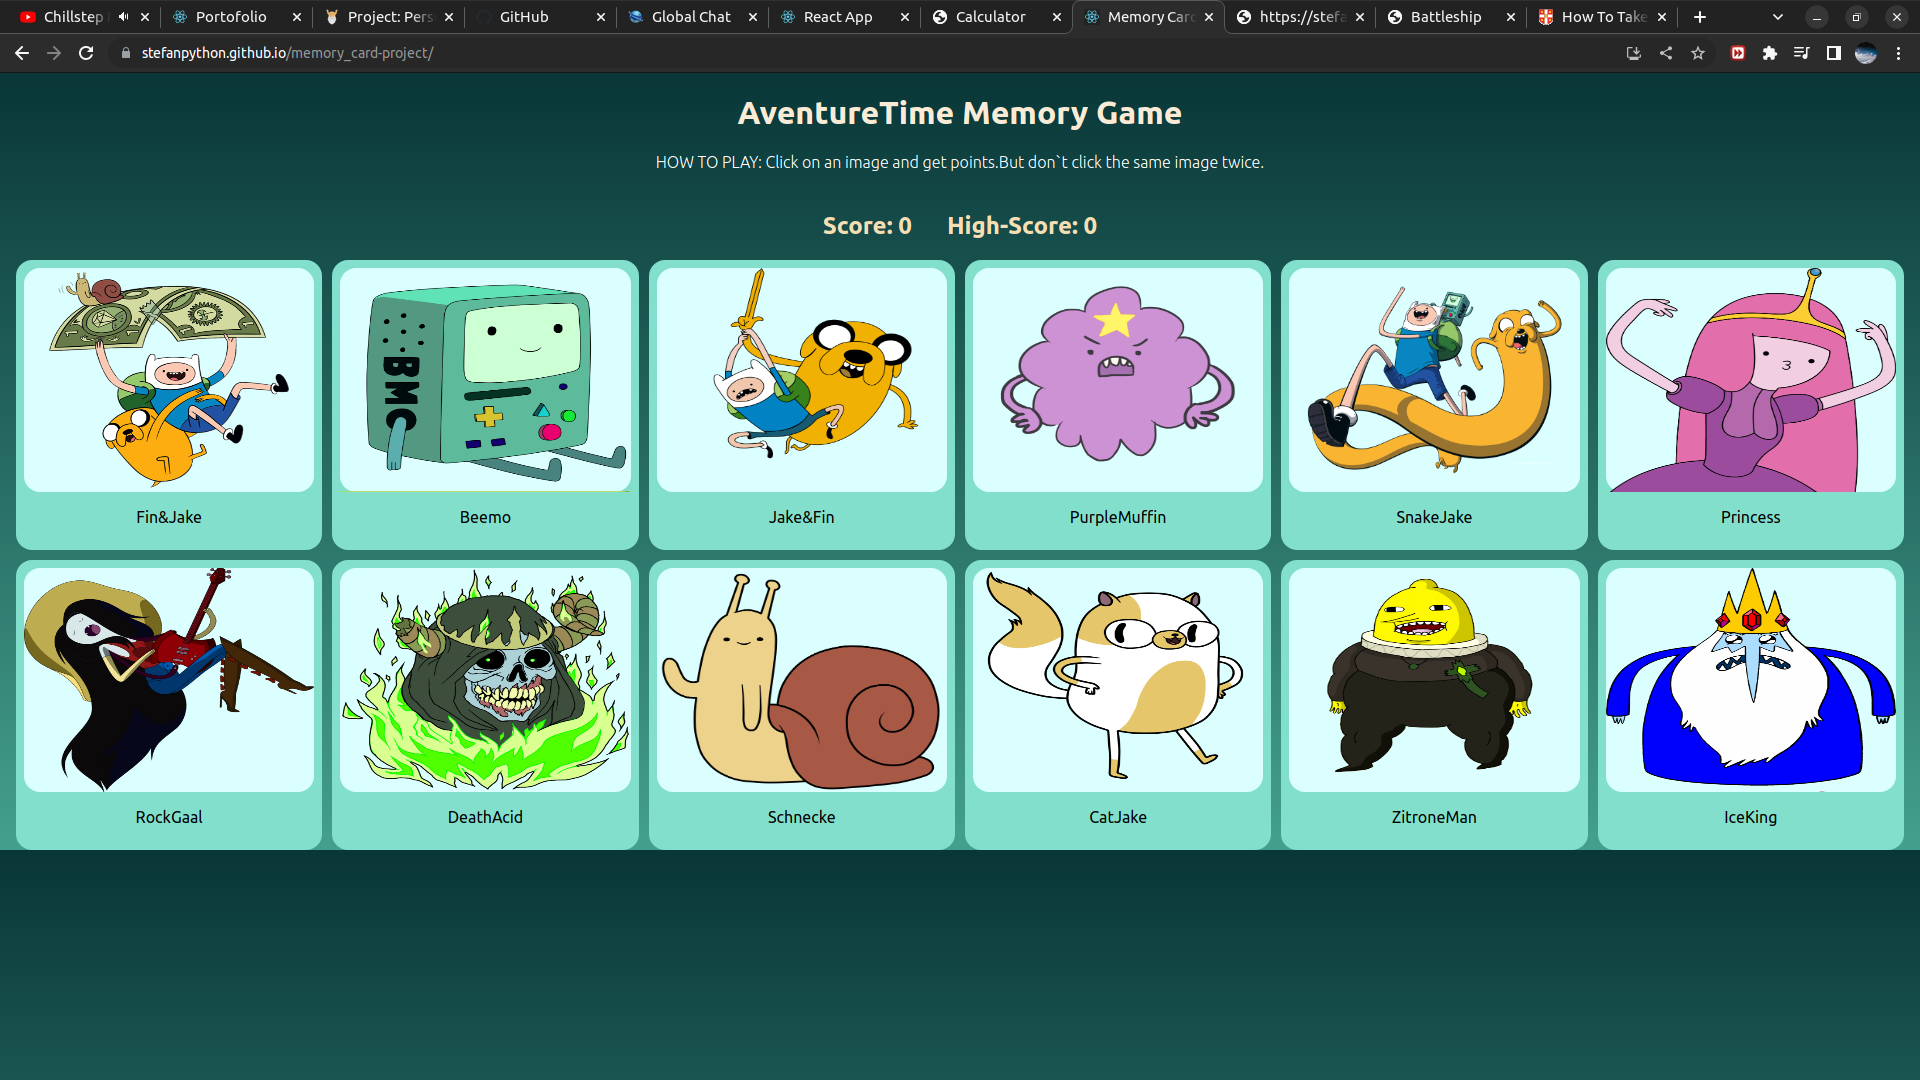 Chillstep
Portofolio
Project: Pers
GitHub
Global Chat
React App
Calculator
Memory Car
https://stefa
Battleship
How To Take
stefanpython.github.io/memory_card-project/
AventureTime Memory Game
HOW TO PLAY: Click on an image and get points.But don`t click the same image twice.
Score: 0 High-Score: 0
BMO
Fin&Jake
Beemo
Jake&Fin
PurpleMuffin
SnakeJake
Princess
RockGaal
DeathAcid
Schnecke
CatJake
ZitroneMan
IceKing